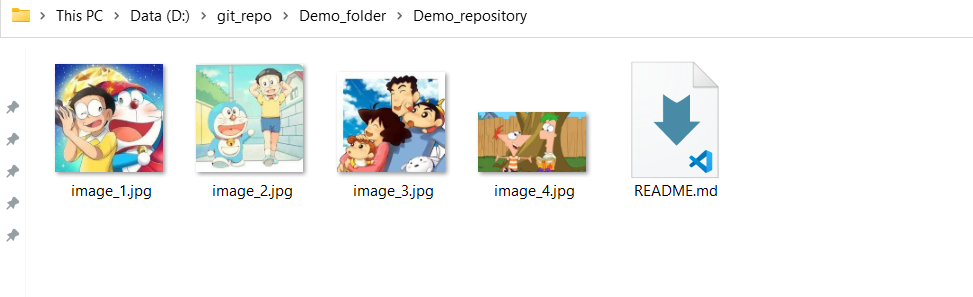 This PC > Data (D:) > git_repo > Demo_folder > Demo_repository
image_1.jpg
image_2.jpg
image_3.jpg
image_4.jpg
README.md